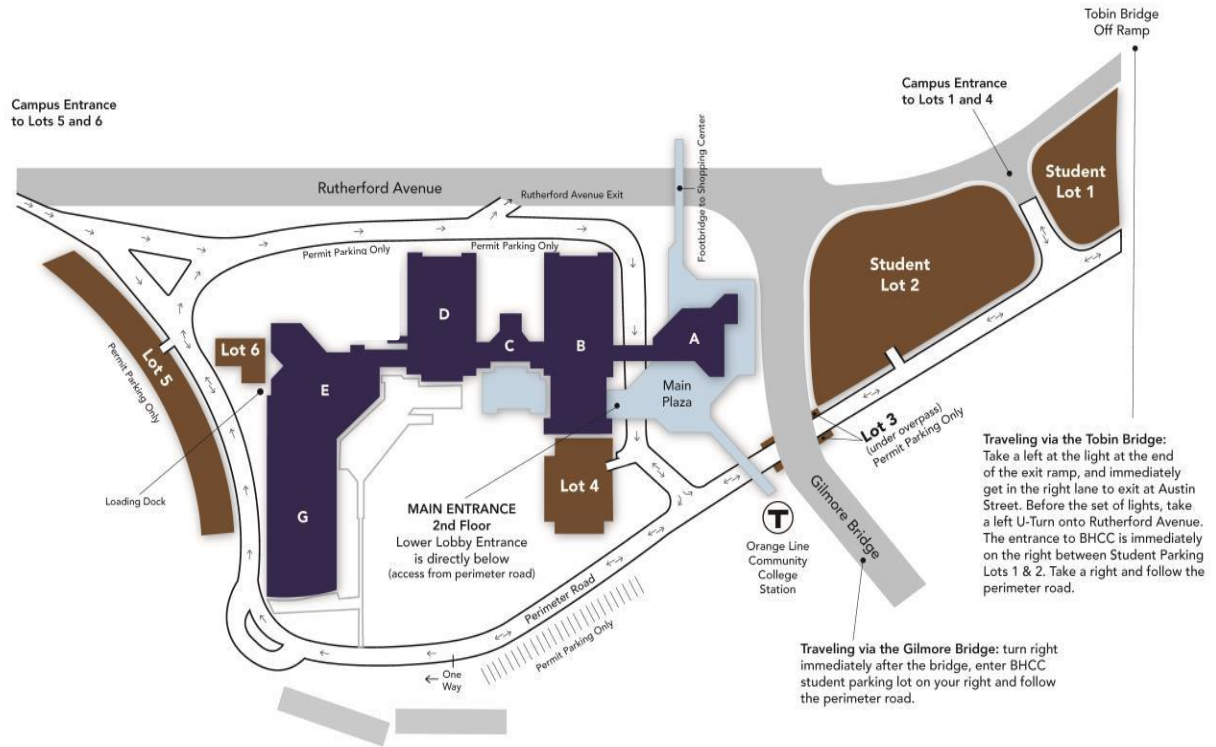 Tobin Bridge
Off Ramp
Campus Entrance
to Lots 1 and 4
Campus Entrance
to Lots 5 and 6
Rutherford Avenue
Rutherford Avenue Exit
Footbridge to Shopping Center
Student
Lot 1
Permit Parking Only
Permit Parking Only
Student
Lot 2
D
C
B
A
Lot 6
Lot 5
Permit Parking Only
E
Main
Plaza
Lot 3
(under overpass)
Permit Parking Only
Loading Dock
G
Lot 4
MAIN ENTRANCE
2nd Floor
Lower Lobby Entrance
is directly below
(access from perimeter road)
T
Orange Line
Community
College
Station
Gilmore Bridge
Perimeter Road
Permit Parking Only
One
Way
Traveling via the Tobin Bridge:
Take a left at the light at the end
of the exit ramp, and immediately
get in the right lane to exit at Austin
Street. Before the set of lights, take
a left U-Turn onto Rutherford Avenue.
The entrance to BHCC is immediately
on the right between Student Parking
Lots 1 & 2. Take a right and follow the
perimeter road.
Traveling via the Gilmore Bridge: turn right
immediately after the bridge, enter BHCC
student parking lot on your right and follow
the perimeter road.